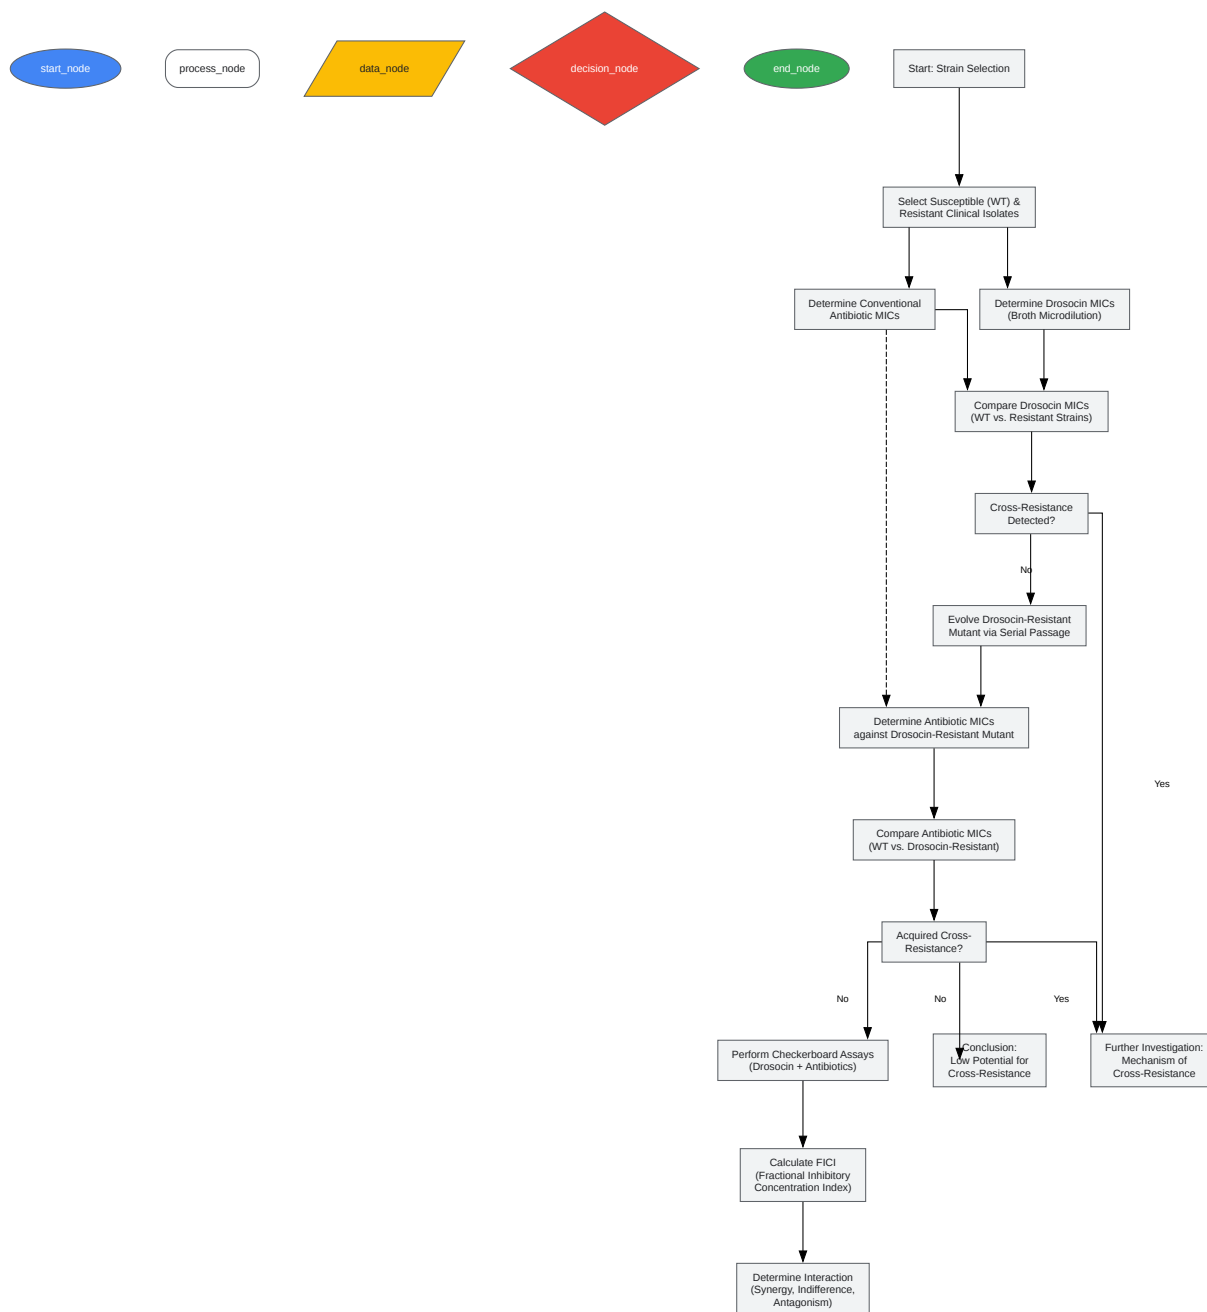 start_node
process_node
data_node
decision_node
end_node
Start: Strain Selection
Select Susceptible (WT) &
Resistant Clinical Isolates
Determine Conventional
Antibiotic MICs
Determine Drosocin MICs
(Broth Microdilution)
Compare Drosocin MICs
(WT vs. Resistant Strains)
Cross-Resistance
Detected?
No
Evolve Drosocin-Resistant
Mutant via Serial Passage
Determine Antibiotic MICs
against Drosocin-Resistant Mutant
Yes
Compare Antibiotic MICs
(WT vs. Drosocin-Resistant)
Acquired Cross-
Resistance?
No
No
Yes
Perform Checkerboard Assays
(Drosocin + Antibiotics)
Conclusion:
Low Potential for
Cross-Resistance
Further Investigation:
Mechanism of
Cross-Resistance
Calculate FICI
(Fractional Inhibitory
Concentration Index)
Determine Interaction
(Synergy, Indifference,
Antagonism)